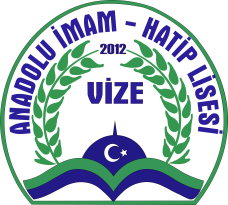 ANADOLU İMAM - HATİP LİSESİ
2012
VİZE